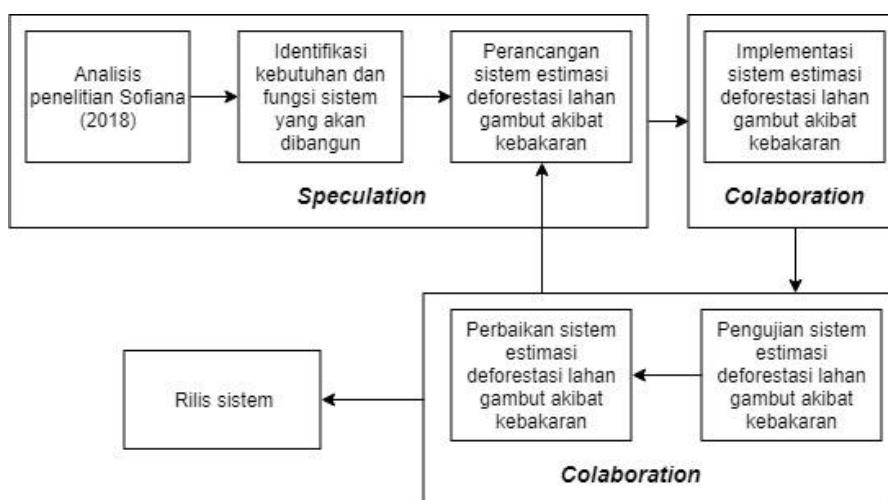 Analisis
penelitian Sofiana
(2018)
Identifikasi
kebutuhan dan
fungsi sistem
yang akan
dibangun
Perancangan
sistem estimasi
deforestasi lahan
gambut akibat
kebakaran
Speculation
Implementasi
sistem estimasi
deforestasi lahan
gambut akibat
kebakaran
Colaboration
Pengujian sistem
estimasi
deforestasi lahan
gambut akibat
kebakaran
Perbaikan sistem
estimasi
deforestasi lahan
gambut akibat
kebakaran
Colaboration
Rilis sistem